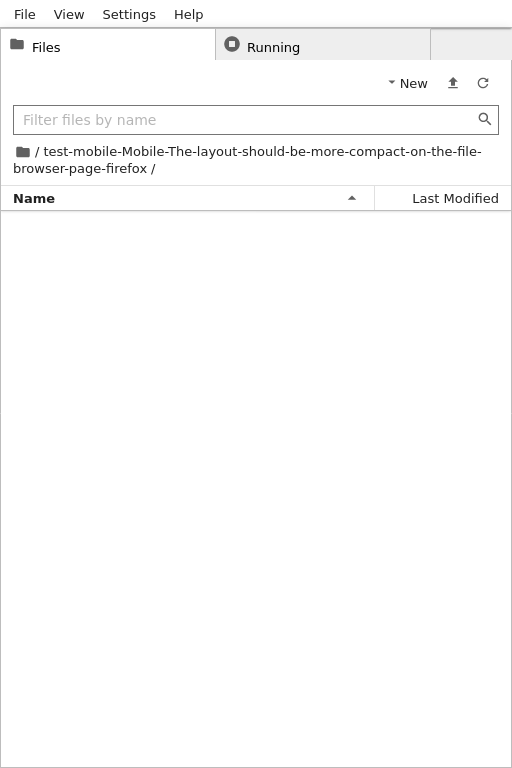 File View Settings Help
Files Running
New
Filter files by name
/ test-mobile-Mobile-The-layout-should-be-more-compact-on-the-file-
browser-page-firefox /
Name Last Modified